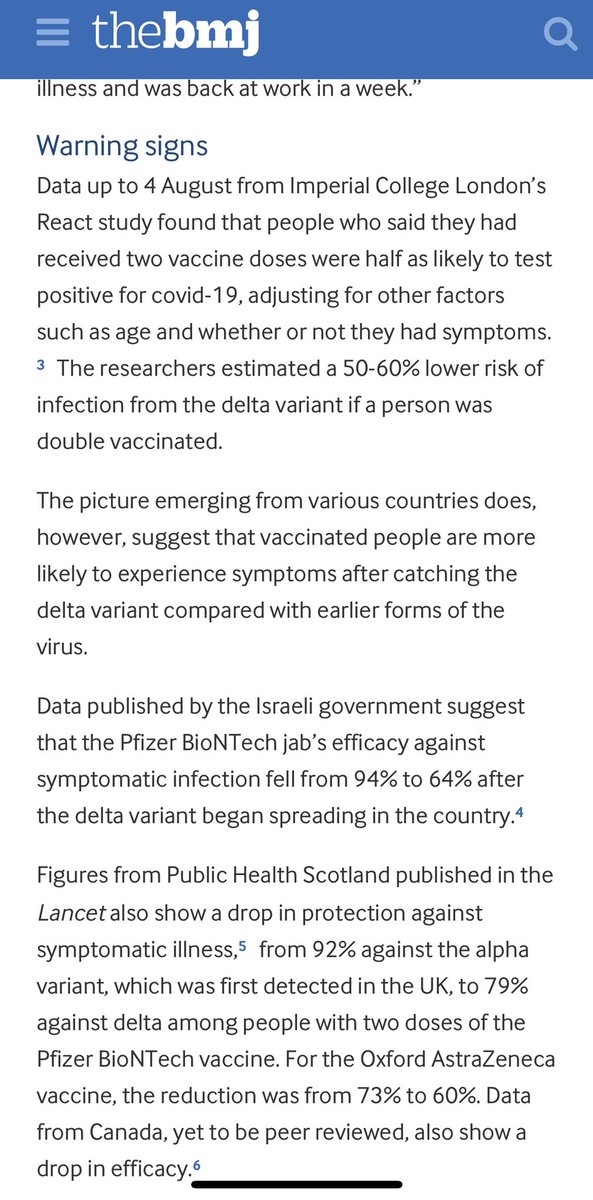 thebmj
illness and was back at work in a week.”
Warning signs
Data up to 4 August from Imperial College London’s
React study found that people who said they had
received two vaccine doses were half as likely to test
positive for covid-19, adjusting for other factors
such as age and whether or not they had symptoms.
3 The researchers estimated a 50-60% lower risk of
infection from the delta variant if a person was
double vaccinated.
The picture emerging from various countries does,
however, suggest that vaccinated people are more
likely to experience symptoms after catching the
delta variant compared with earlier forms of the
virus.
Data published by the Israeli government suggest
that the Pfizer BioNTech jab’s efficacy against
symptomatic infection fell from 94% to 64% after
the delta variant began spreading in the country.4
Figures from Public Health Scotland published in the
Lancet also show a drop in protection against
symptomatic illness,5 from 92% against the alpha
variant, which was first detected in the UK, to 79%
against delta among people with two doses of the
Pfizer BioNTech vaccine. For the Oxford AstraZeneca
vaccine, the reduction was from 73% to 60%. Data
from Canada, yet to be peer reviewed, also show a
drop in efficacy.6